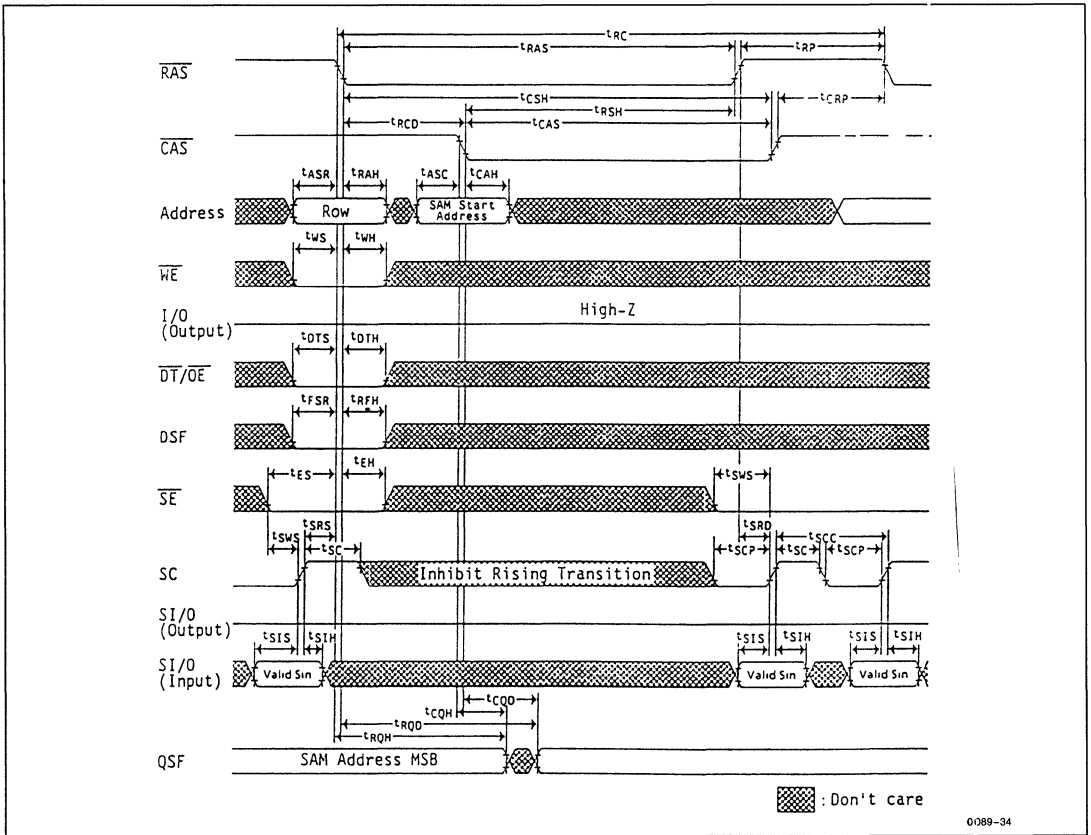 tRC
tRAS
tRP
RAS
tCSH
tCRP
tRSH
tRCD
tCAS
CAS
tASR
tRAH
tASC
tCAH
Address
Row
SAM Start
Address
tWS
tWH
WE
I/O
(Output)
High-Z
tDTS
tDTH
DT/OE
tFSR
tRFH
DSF
tES
tEH
tSWS
SE
tSRS
tSWS
tSC
tSRD
tSCC
tSCP
tSC
tSCP
SC
Inhibit Rising Transition
SI/O
(Output)
tSIS
tSIH
tSIS
tSIH
tSIS
tSIH
SI/O
(Input)
Valid Sin
Valid Sin
Valid Sin
tCQD
tCQH
tRQD
tRQH
QSF
SAM Address MSB
: Don't care
0089-34